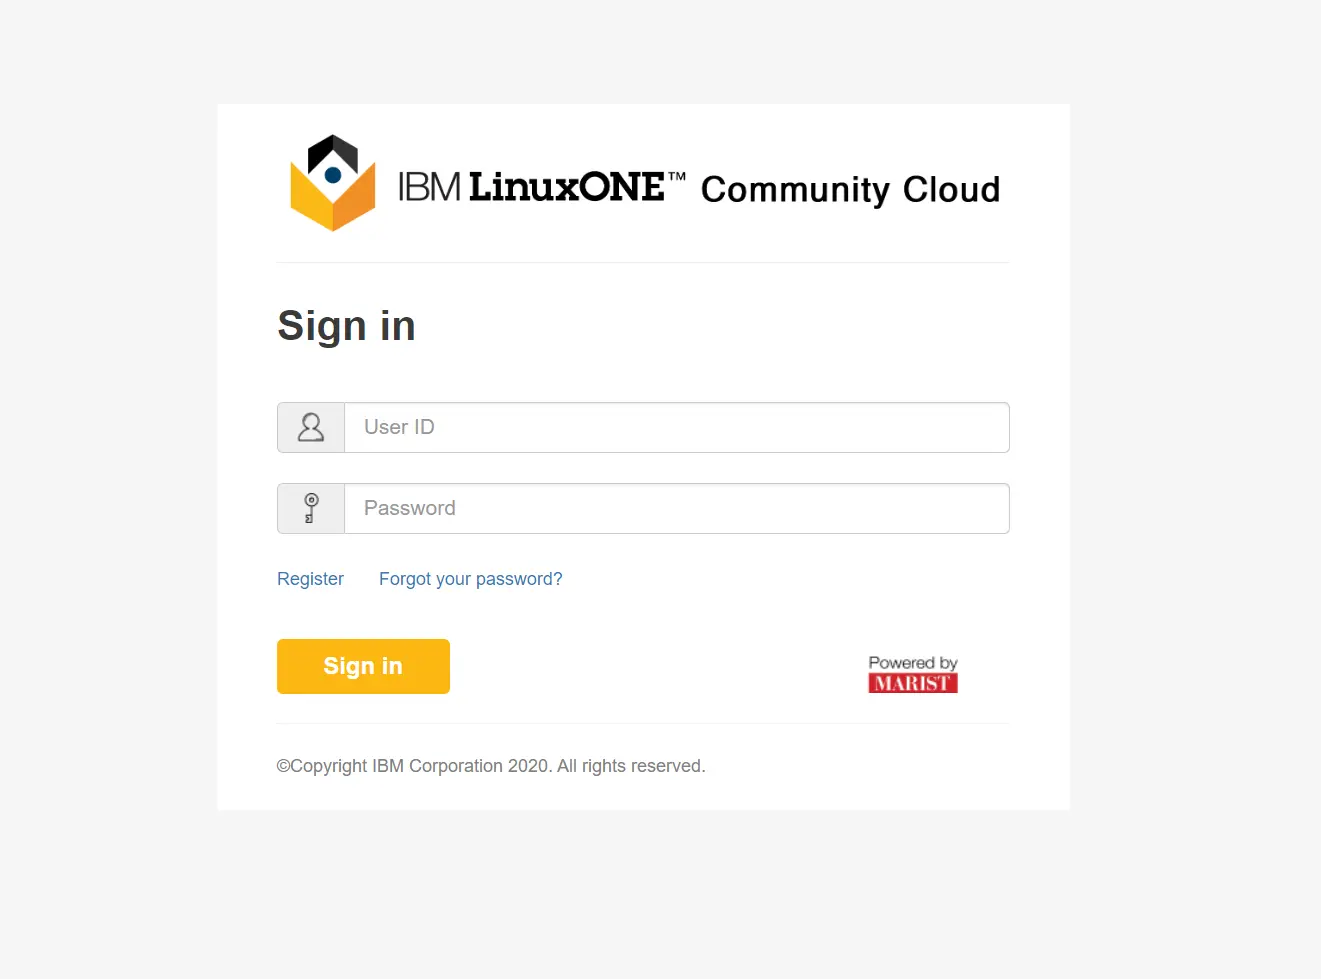 IBM LinuxONE™ Community Cloud
Sign in
User ID
Password
Register Forgot your password?
Sign in
Powered by
MARIST
©Copyright IBM Corporation 2020. All rights reserved.